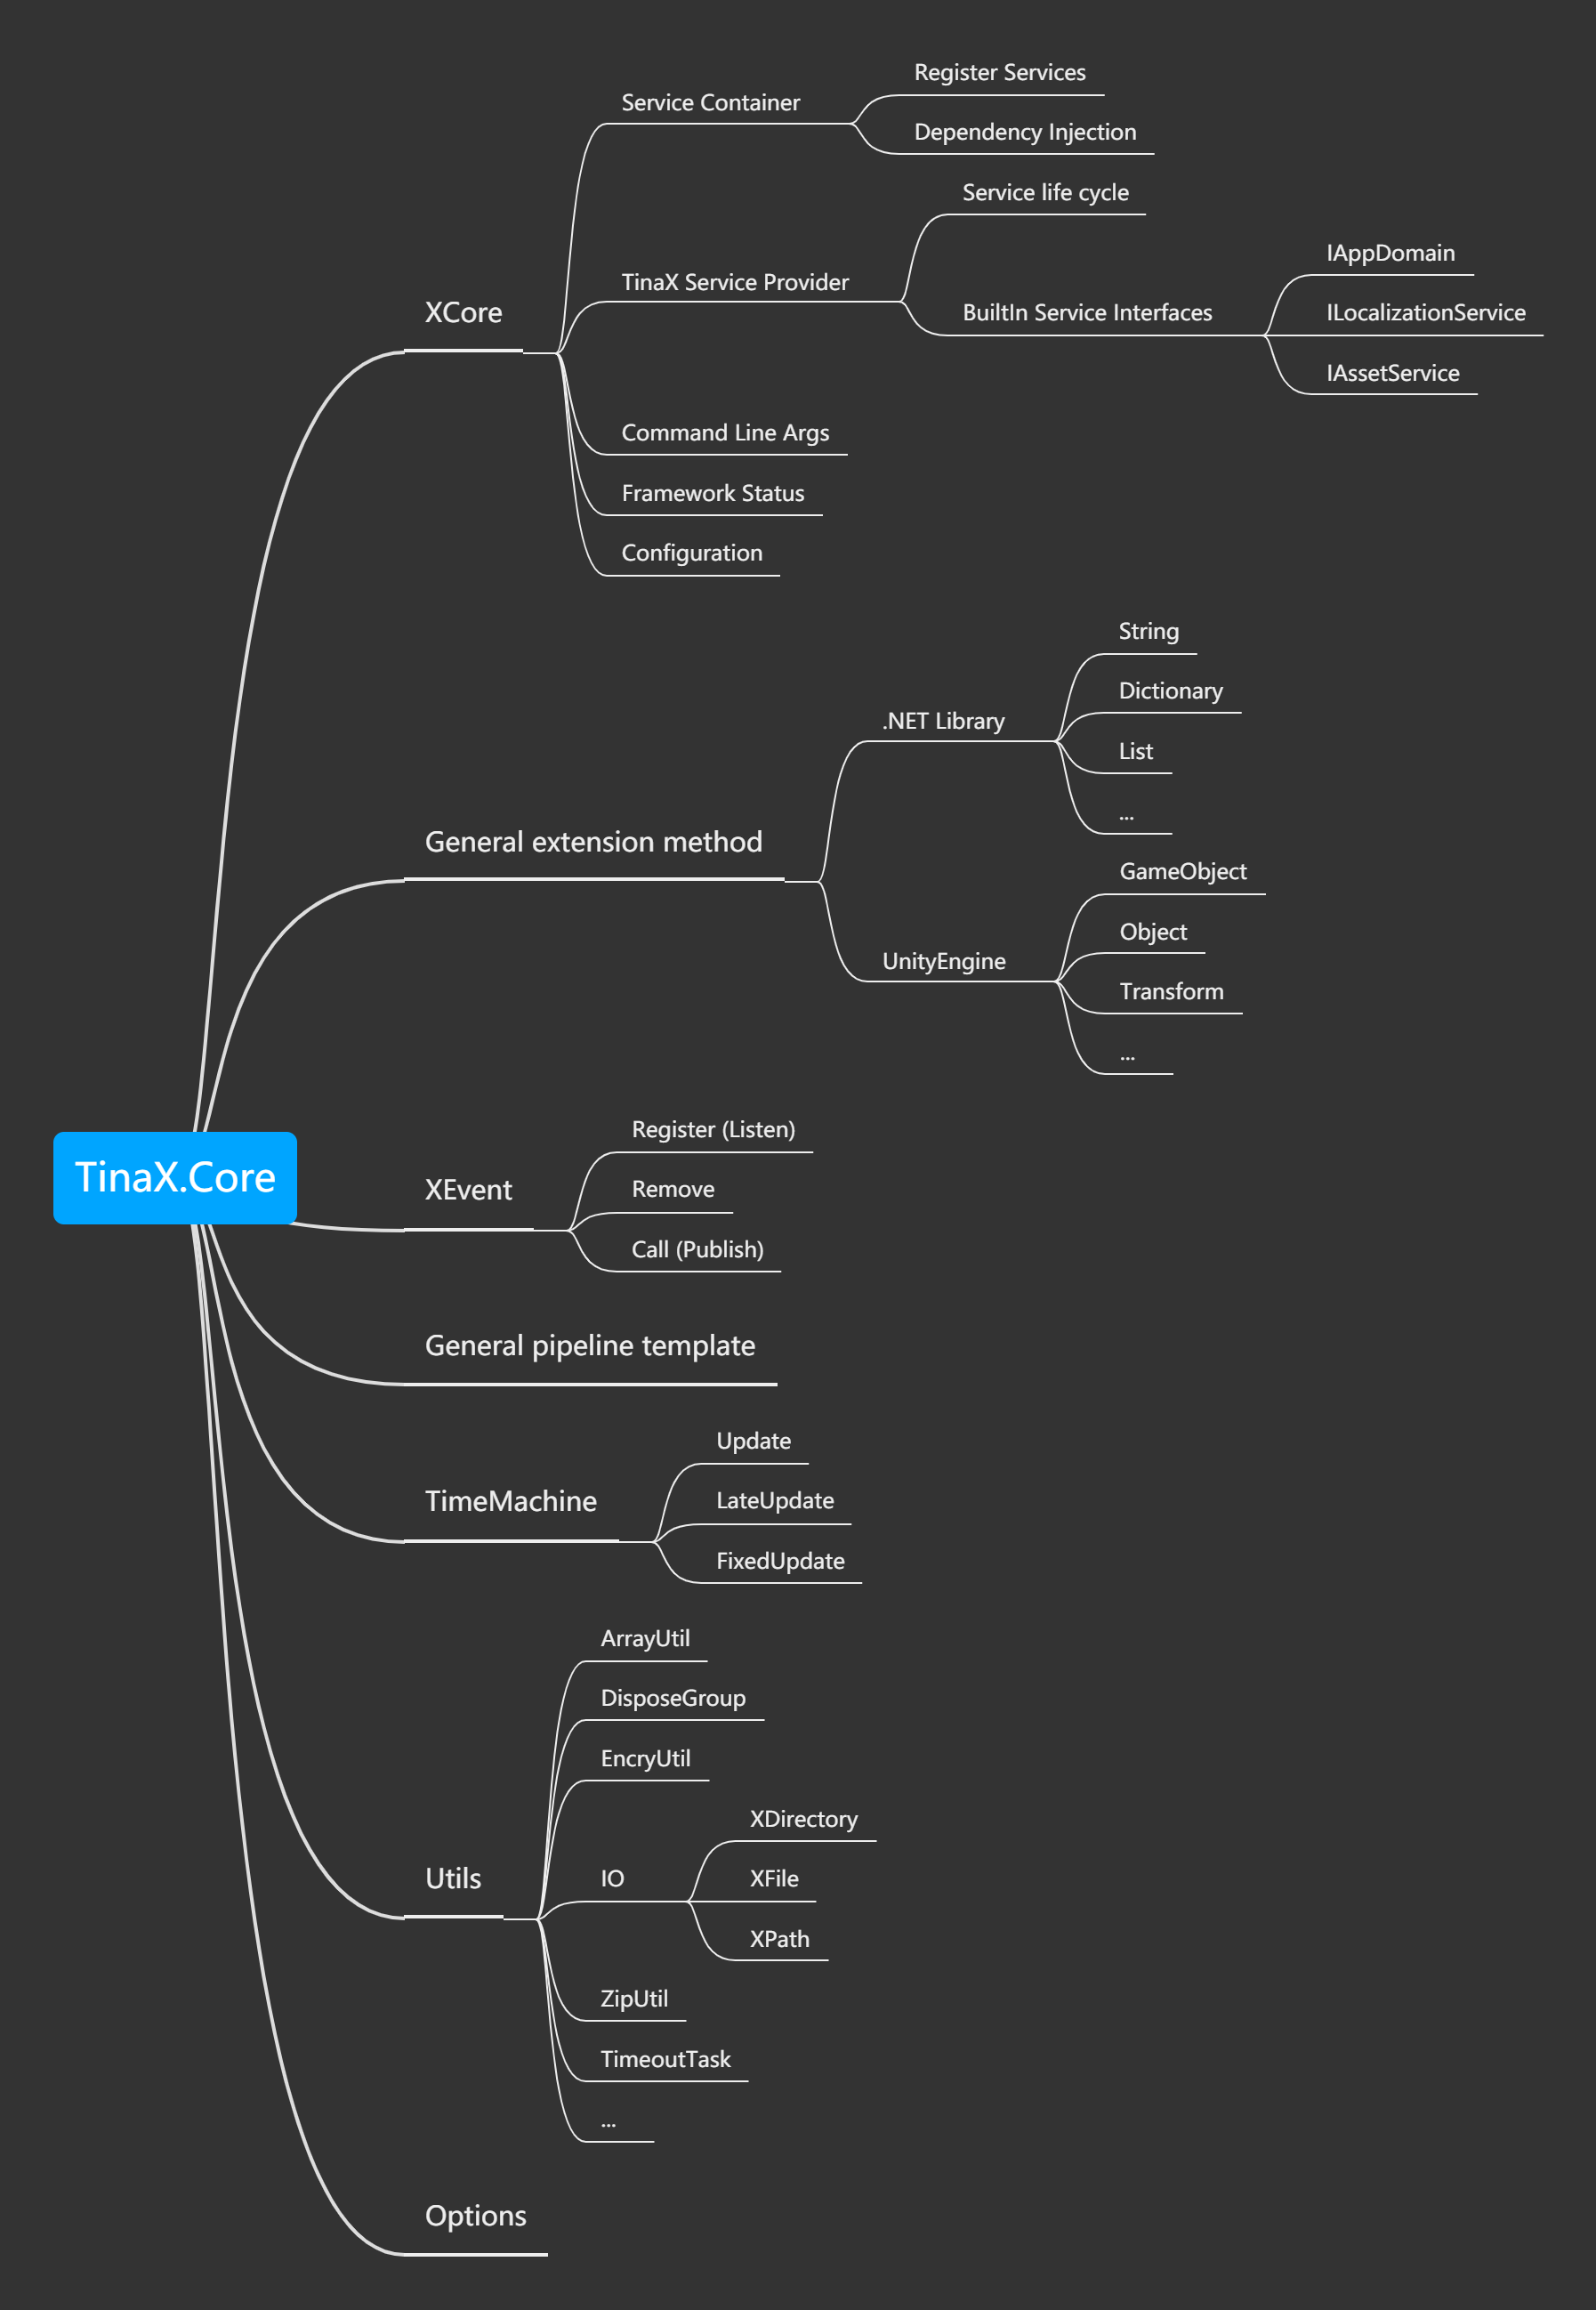 TinaX.Core
XCore
Service Container
Register Services
Dependency Injection
TinaX Service Provider
Service life cycle
BuiltIn Service Interfaces
IAppDomain
ILocalizationService
IAssetService
Command Line Args
Framework Status
Configuration
General extension method
.NET Library
String
Dictionary
List
...
UnityEngine
GameObject
Object
Transform
...
XEvent
Register (Listen)
Remove
Call (Publish)
General pipeline template
TimeMachine
Update
LateUpdate
FixedUpdate
Utils
ArrayUtil
DisposeGroup
EncryUtil
IO
XDirectory
XFile
XPath
ZipUtil
TimeoutTask
...
Options